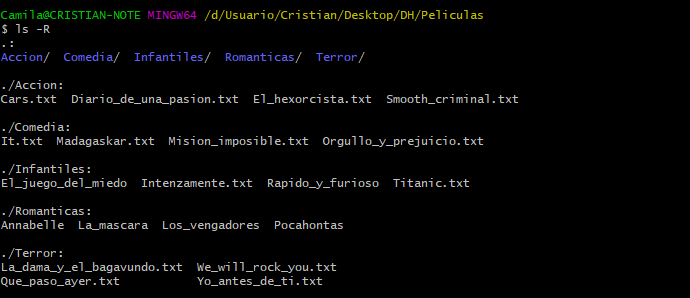 Camila@CRISTIAN-NOTE MINGW64 /d/Usuario/Cristian/Desktop/DH/Peliculas
$ ls -R
.:
Accion/  Comedia/  Infantiles/  Romanticas/  Terror/
./Accion:
Cars.txt  Diario_de_una_pasion.txt  El_hexorcista.txt  Smooth_criminal.txt
./Comedia:
It.txt  Madagaskar.txt  Mision_imposible.txt  Orgullo_y_prejuicio.txt
./Infantiles:
El_juego_del_miedo  Intenzamente.txt  Rapido_y_furioso  Titanic.txt
./Romanticas:
Annabelle  La_mascara  Los_vengadores  Pocahontas
./Terror:
La_dama_y_el_bagavundo.txt  We_will_rock_you.txt
Que_paso_ayer.txt           Yo_antes_de_ti.txt